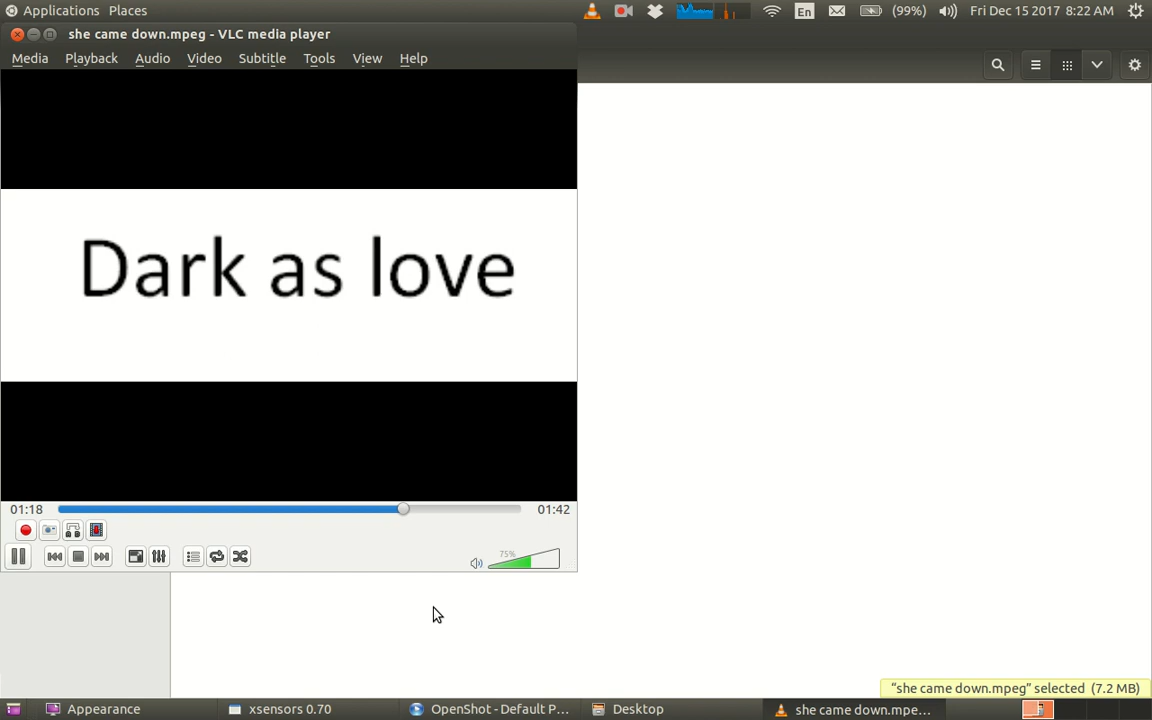 Applications Places
En (99%) Fri Dec 15 2017 8:22 AM
she came down.mpeg - VLC media player
Media Playback Audio Video Subtitle Tools View Help
Dark as love
01:18 01:42
75%
"she came down.mpeg" selected (7.2 MB)
Appearance xsensors 0.70 OpenShot - Default P... Desktop she came down.mpe...